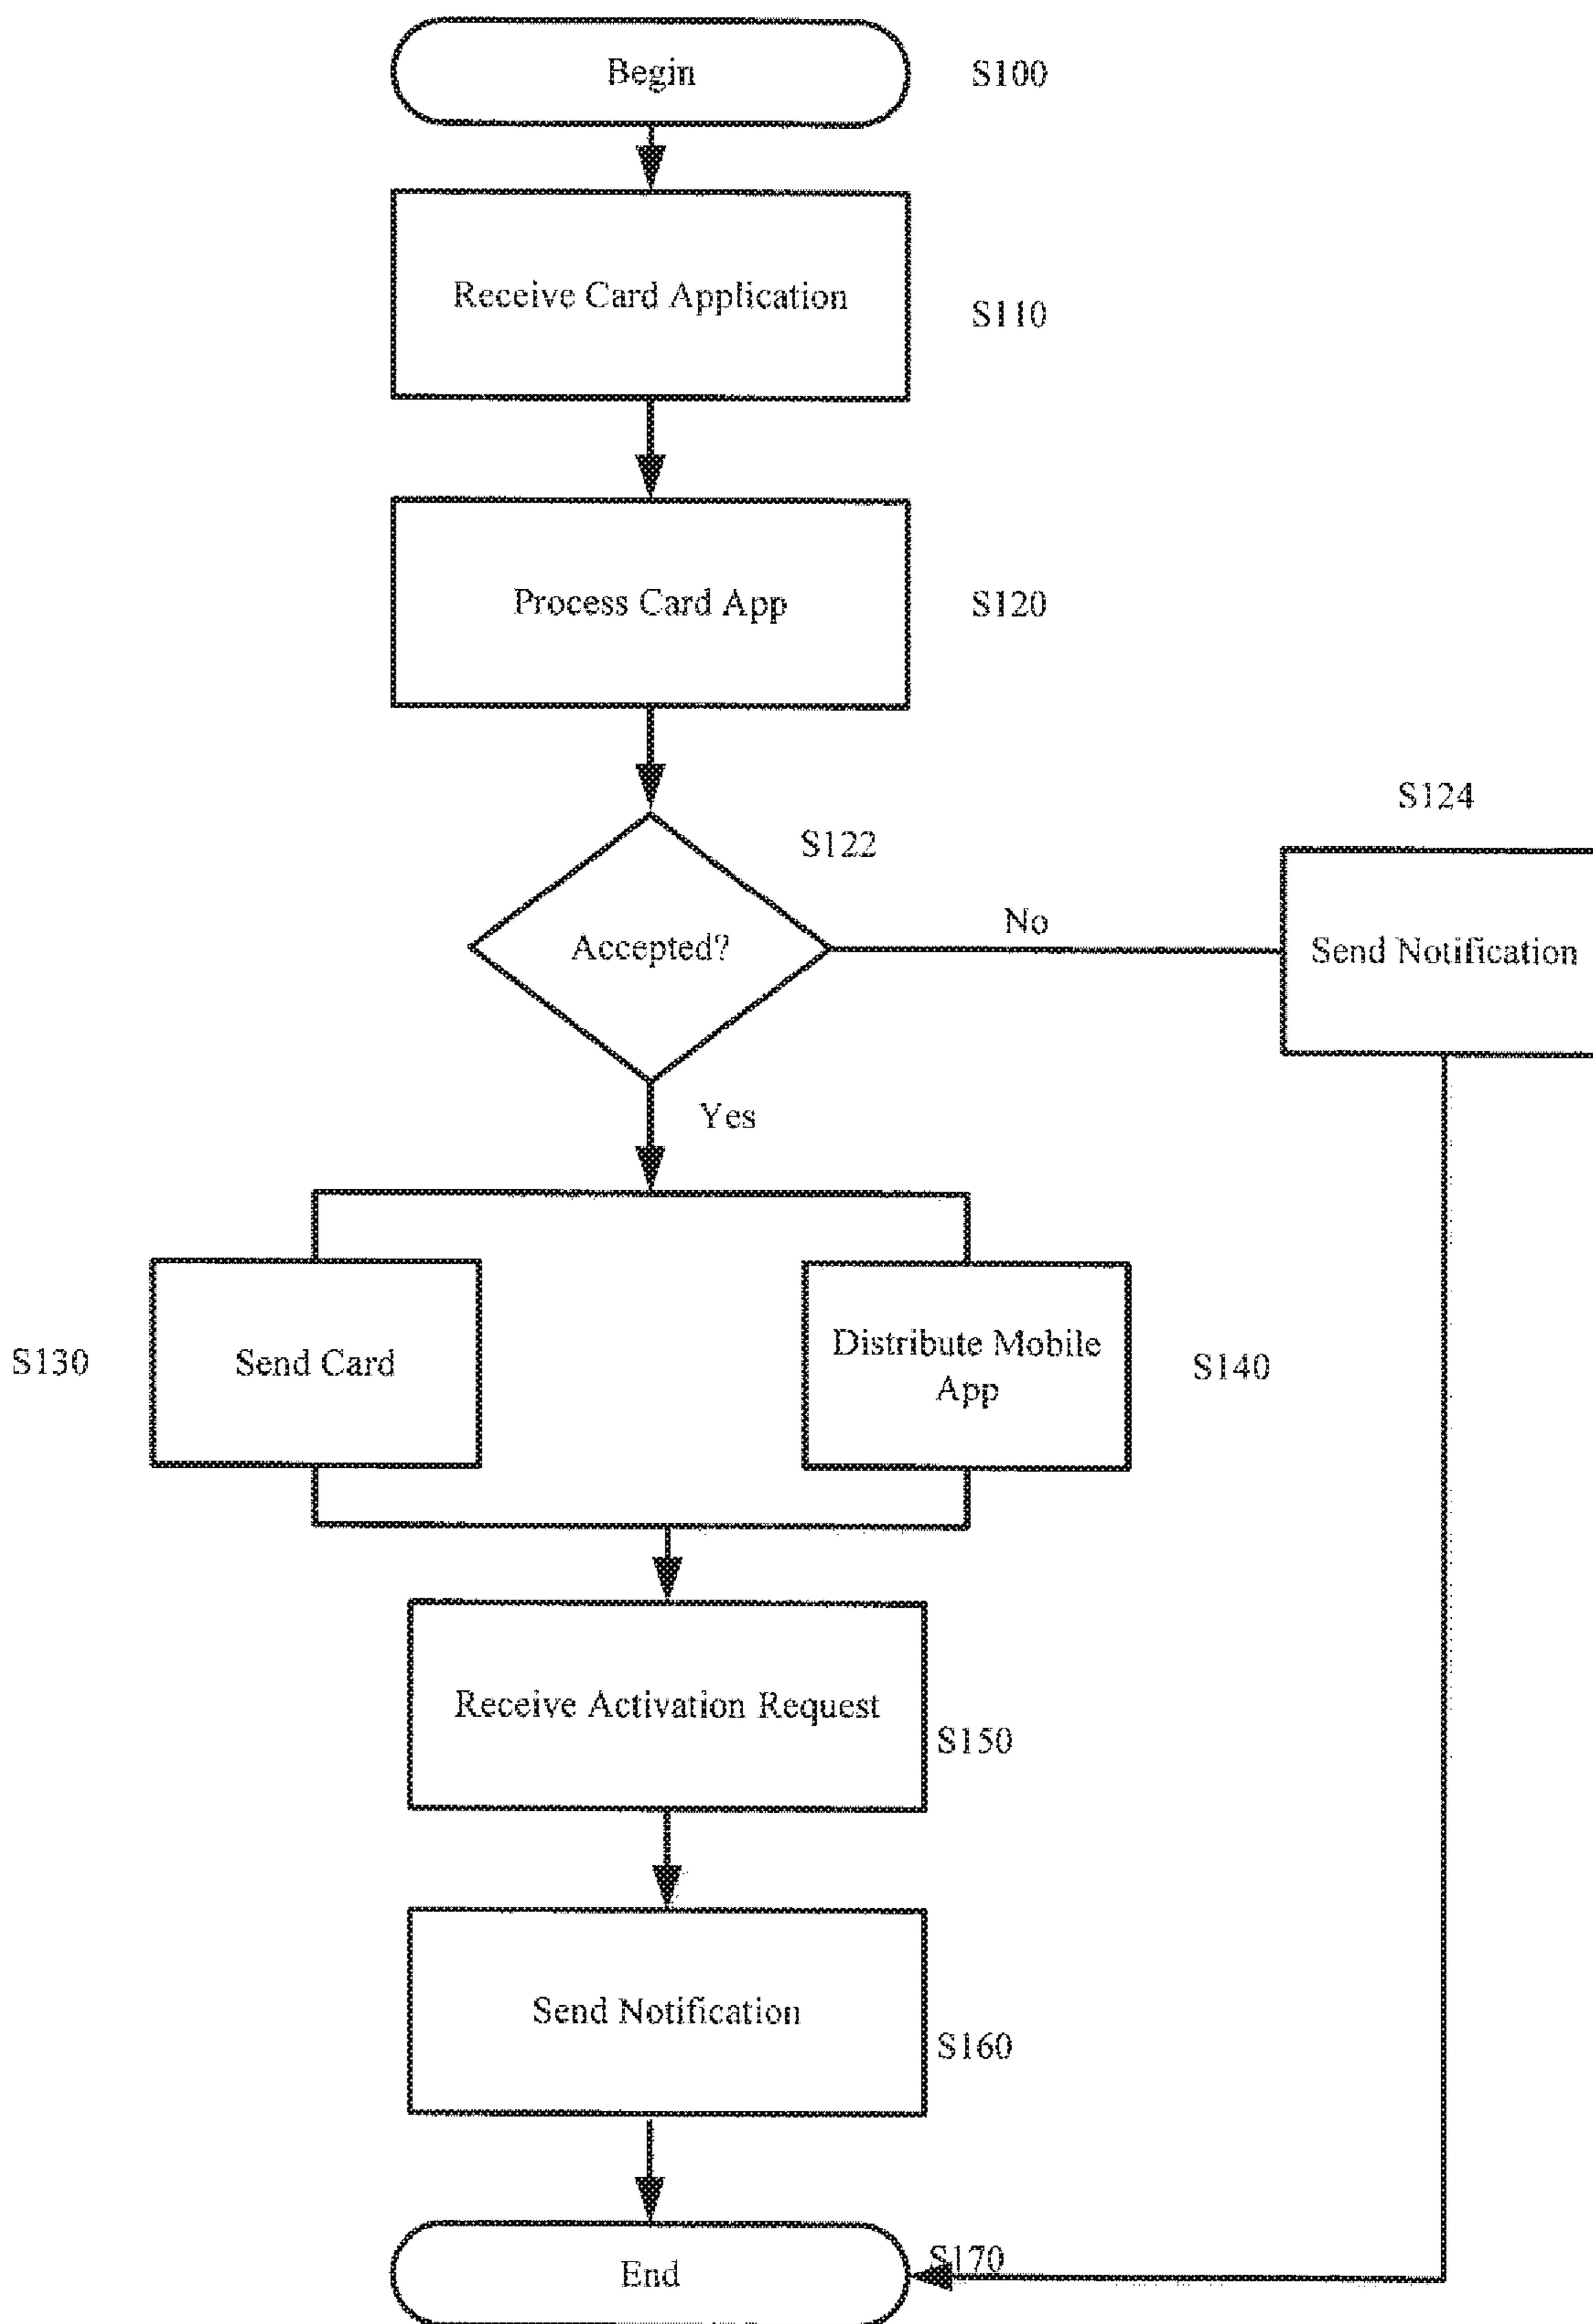 Begin
S100
Receive Card Application
S110
Process Card App
S120
S124
S122
Accepted?
No
Send Notification
Yes
S130
Send Card
Distribute Mobile
App
S140
Receive Activation Request
S150
Send Notification
S160
End
S170